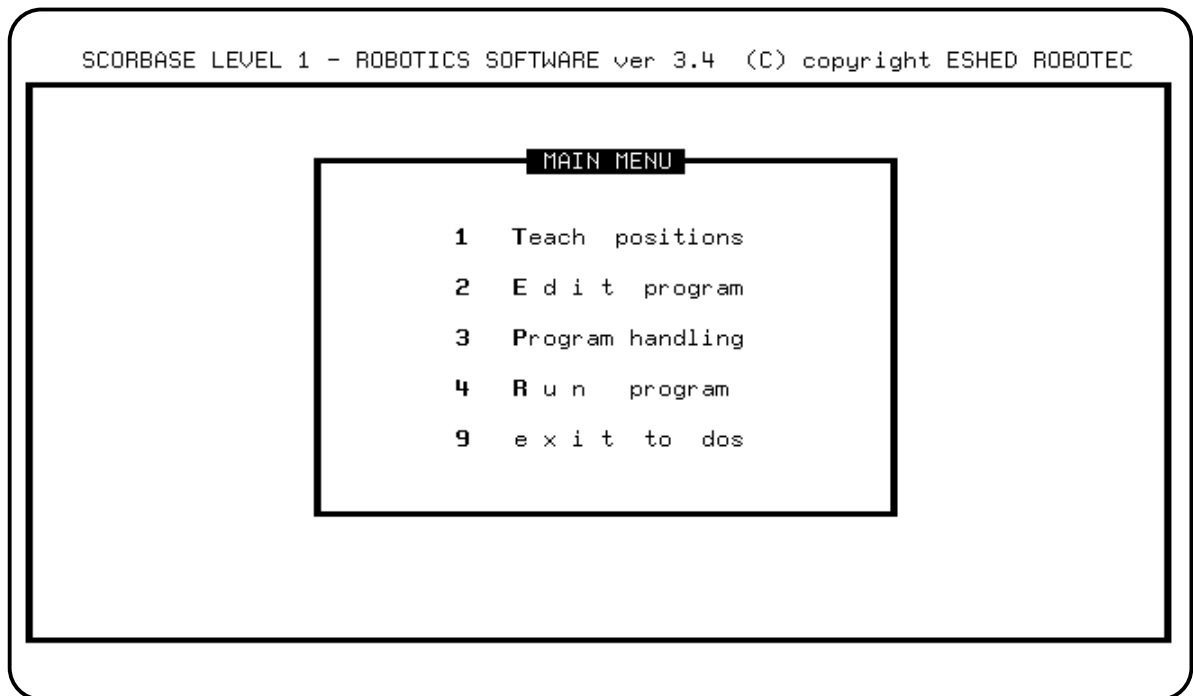 SCORBASE LEVEL 1 - ROBOTICS SOFTWARE ver 3.4 (C) copyright ESHED ROBOTEC
MAIN MENU
1 Teach positions
2 E d i t program
3 Program handling
4 R u n program
9 e x i t to dos